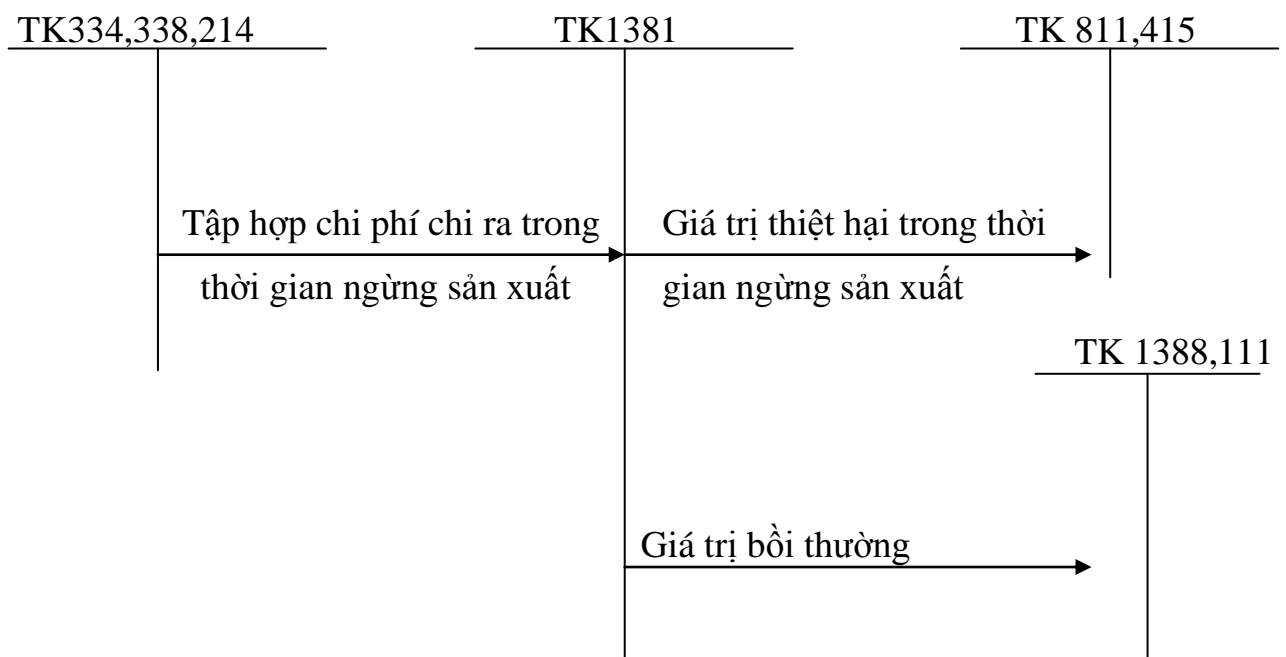 TK334,338,214
TK1381
TK 811,415
Tập hợp chi phí chi ra trong
thời gian ngừng sản xuất
Giá trị thiệt hại trong thời
gian ngừng sản xuất
TK 1388,111
Giá trị bồi thường